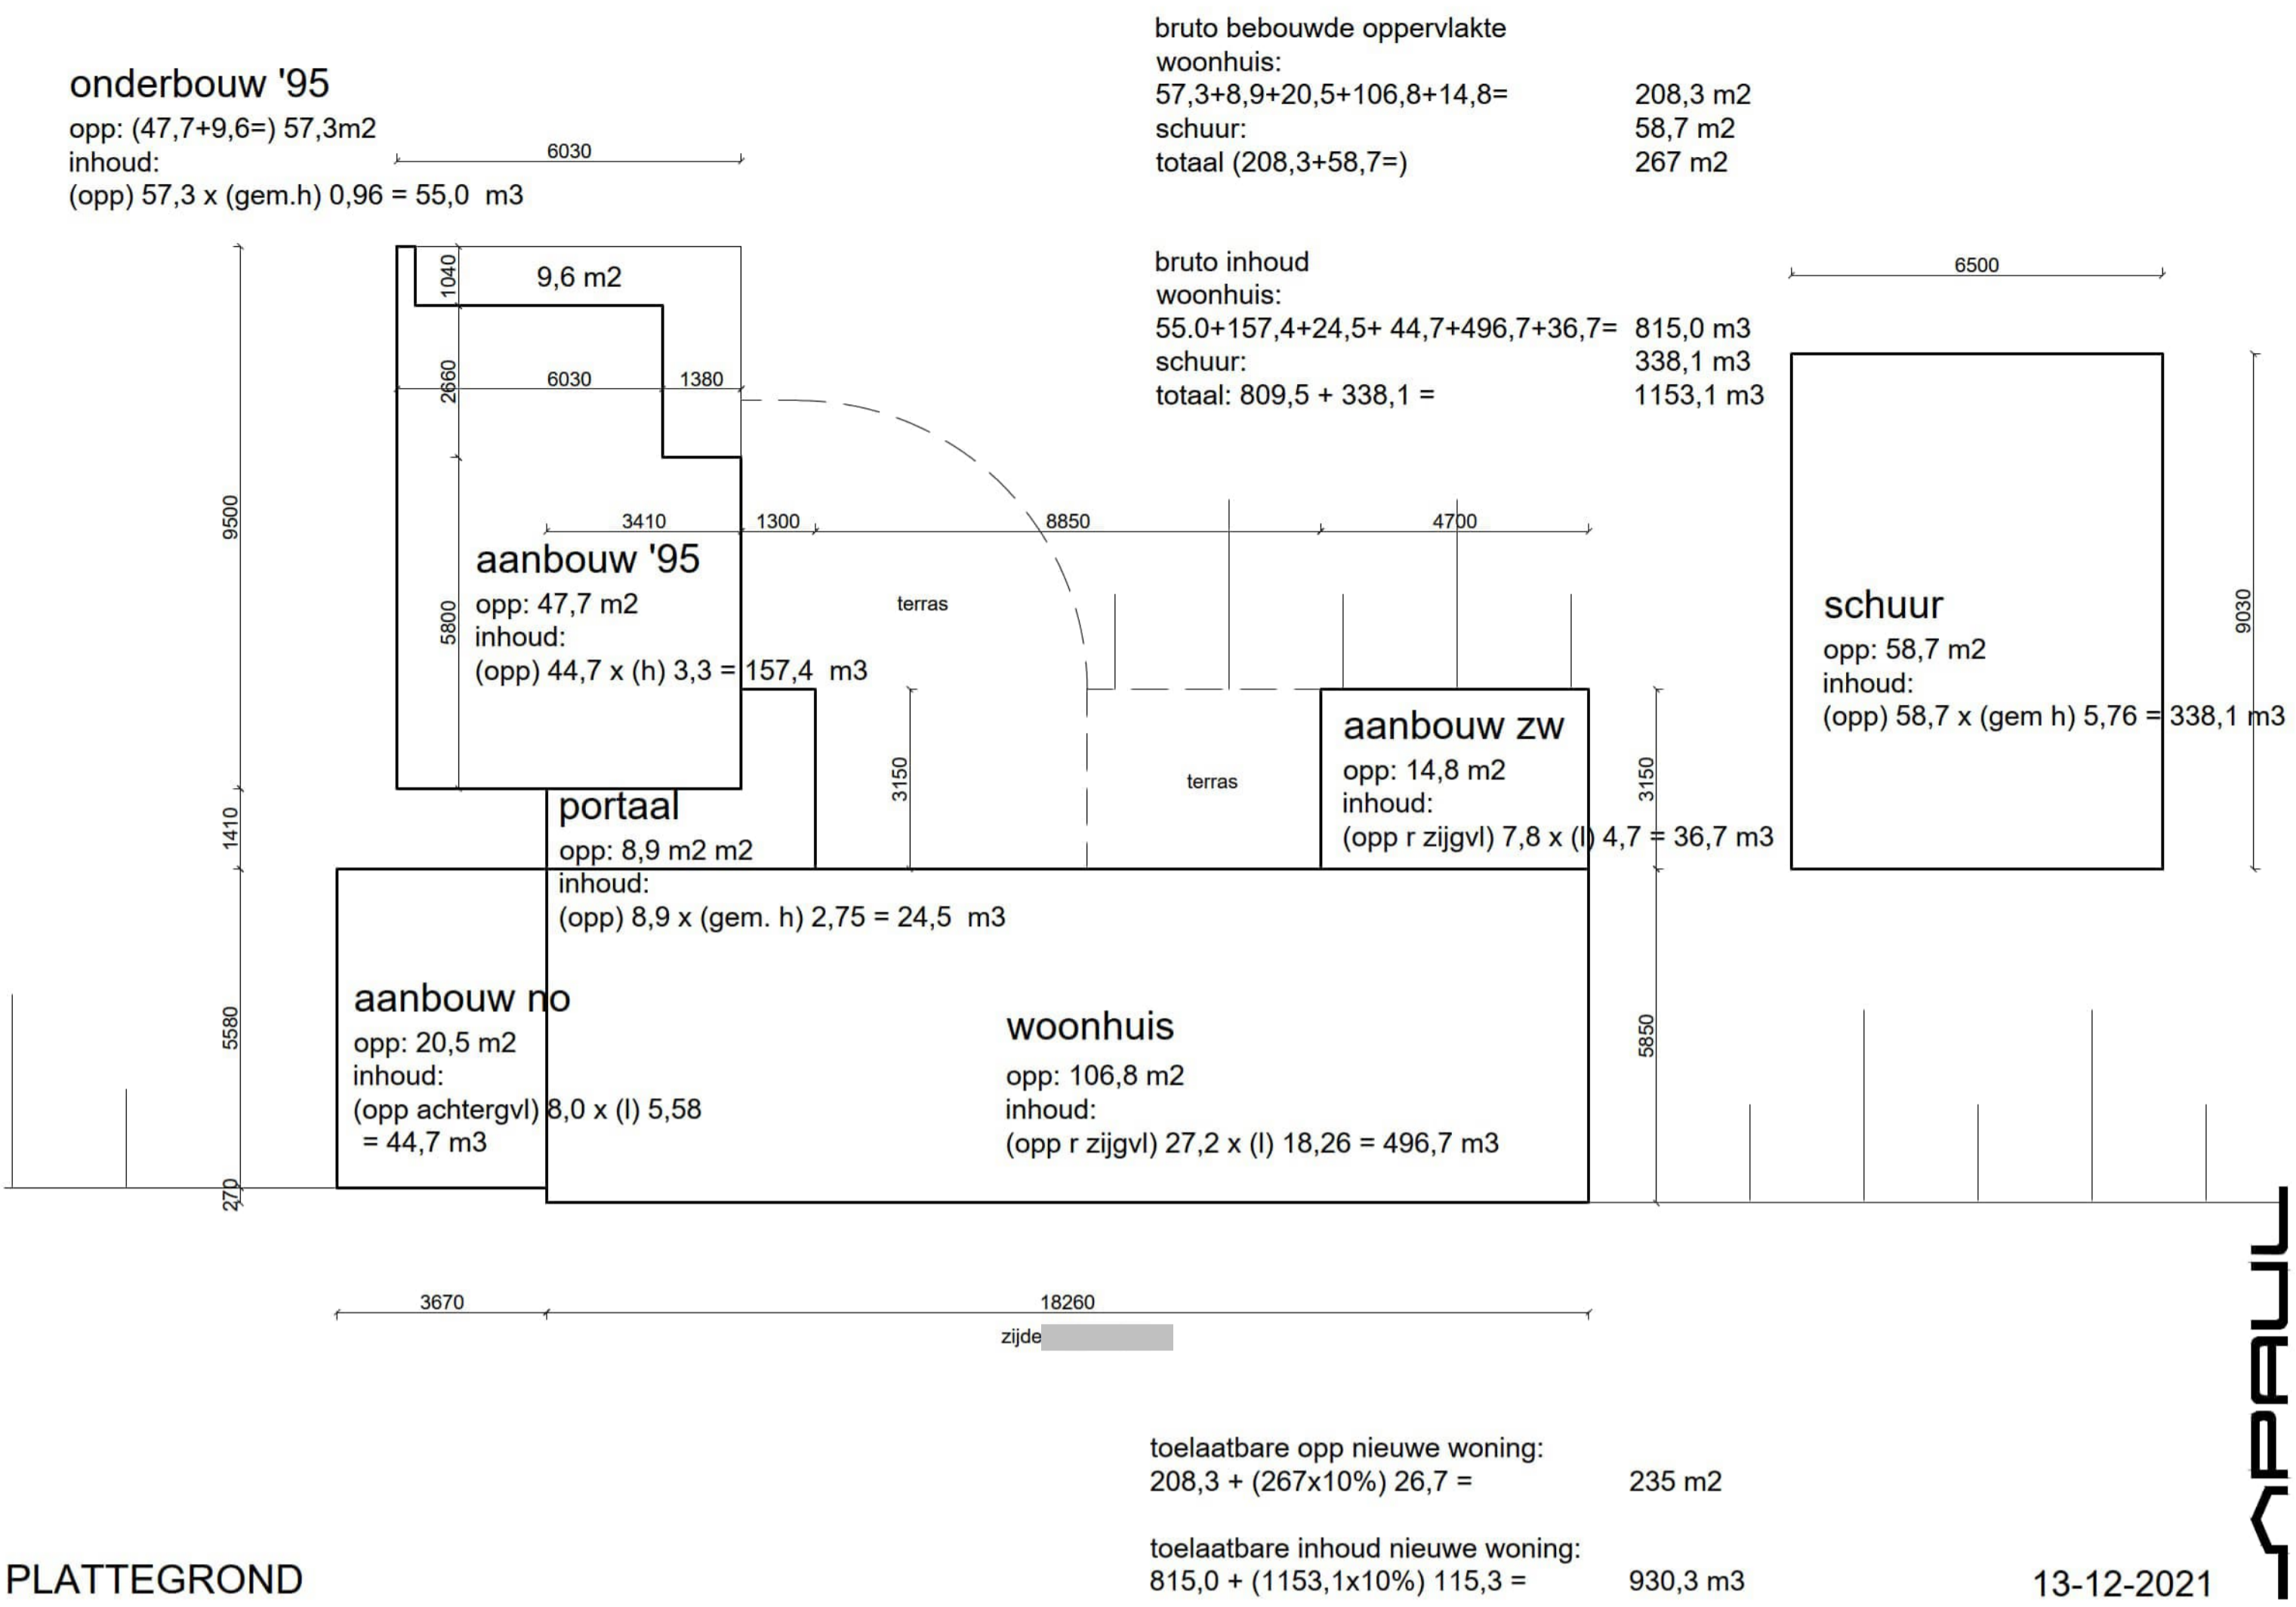 bruto bebouwde oppervlakte
woonhuis:
57,3+8,9+20,5+106,8+14,8= 208,3 m2
schuur: 58,7 m2
totaal (208,3+58,7=) 267 m2
onderbouw '95
opp: (47,7+9,6=) 57,3m2
inhoud:
(opp) 57,3 x (gem.h) 0,96 = 55,0 m3
6030
bruto inhoud
woonhuis:
55.0+157,4+24,5+ 44,7+496,7+36,7= 815,0 m3
schuur: 338,1 m3
totaal: 809,5 + 338,1 = 1153,1 m3
6500
1040
9,6 m2
2660
6030
1380
9500
3410
1300
8850
4700
aanbouw '95
opp: 47,7 m2
inhoud:
(opp) 44,7 x (h) 3,3 = 157,4 m3
5800
terras
schuur
opp: 58,7 m2
inhoud:
(opp) 58,7 x (gem h) 5,76 = 338,1 m3
9030
aanbouw zw
opp: 14,8 m2
inhoud:
(opp r zijgvl) 7,8 x (l) 4,7 = 36,7 m3
3150
terras
3150
1410
portaal
opp: 8,9 m2 m2
inhoud:
(opp) 8,9 x (gem. h) 2,75 = 24,5 m3
aanbouw no
opp: 20,5 m2
inhoud:
(opp achtergvl) 8,0 x (l) 5,58
= 44,7 m3
5580
woonhuis
opp: 106,8 m2
inhoud:
(opp r zijgvl) 27,2 x (l) 18,26 = 496,7 m3
5850
270
3670
18260
zijde
toelaatbare opp nieuwe woning:
208,3 + (267x10%) 26,7 = 235 m2
toelaatbare inhoud nieuwe woning:
815,0 + (1153,1x10%) 115,3 = 930,3 m3
PLATTEGROND
13-12-2021